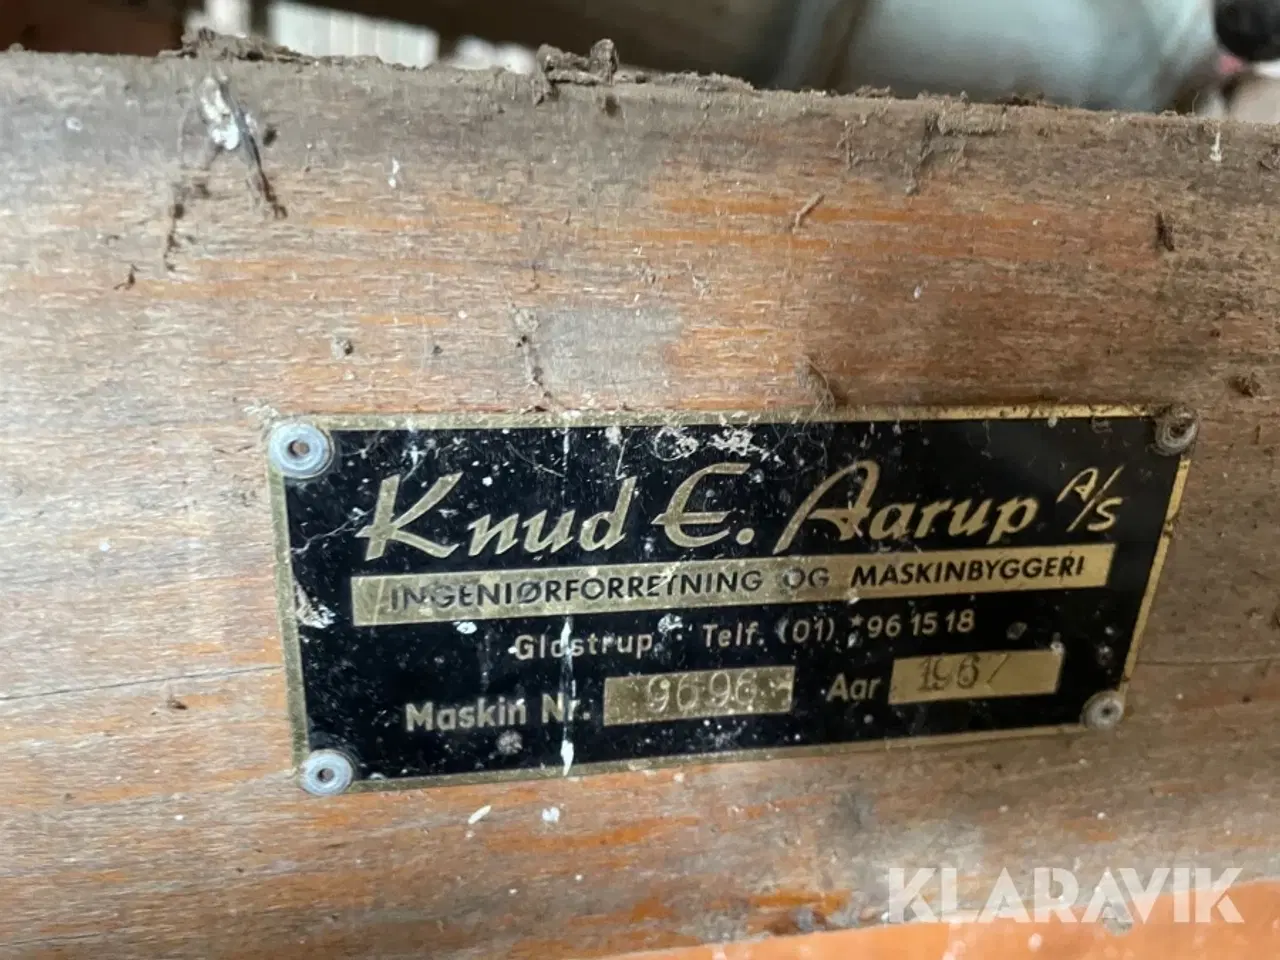 Knud E. Aarup A/S
INGENIØRFORRETNING OG MASKINBYGGERI
Glostrup · Telf. (01) *96 15 18
Maskin Nr. 9696 Aar 1967
KLARAVIK